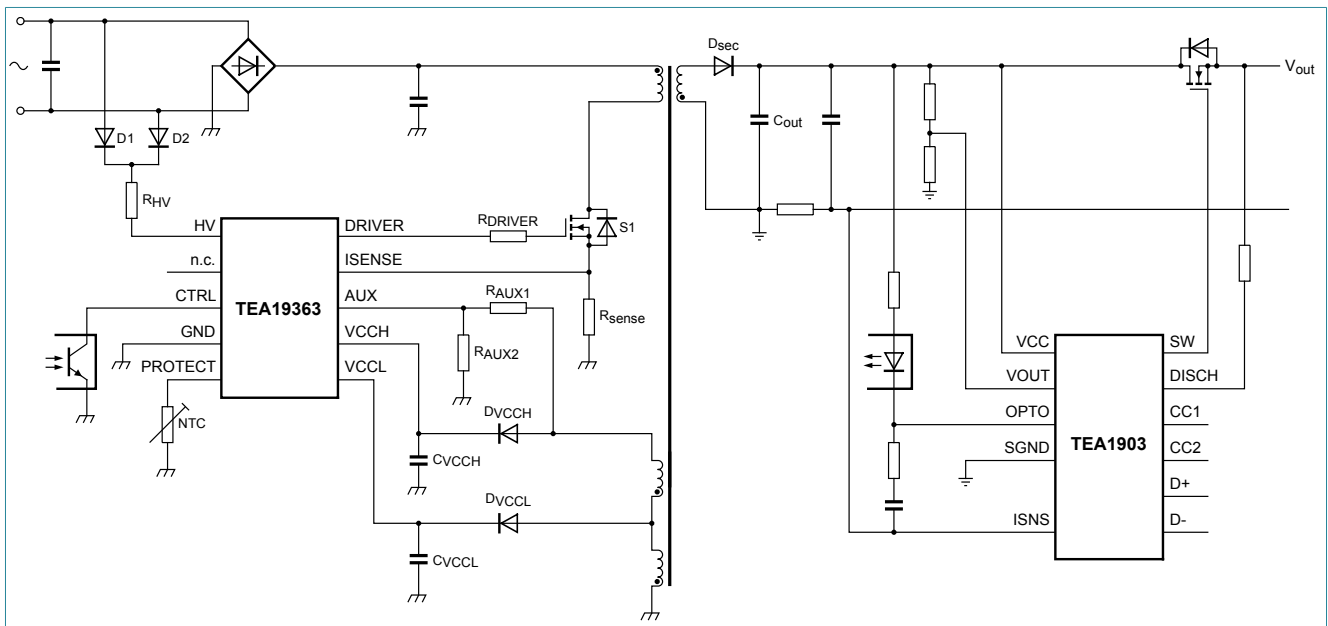 Dsec
Vout
Cout
D1
D2
RHV
HV
n.c.
CTRL
GND
PROTECT
TEA19363
DRIVER
ISENSE
AUX
VCCH
VCCL
RDRIVER
S1
RAUX1
Rsense
RAUX2
NTC
DVCCH
CVCCH
DVCCL
CVCCL
VCC
VOUT
OPTO
SGND
ISNS
TEA1903
SW
DISCH
CC1
CC2
D+
D-